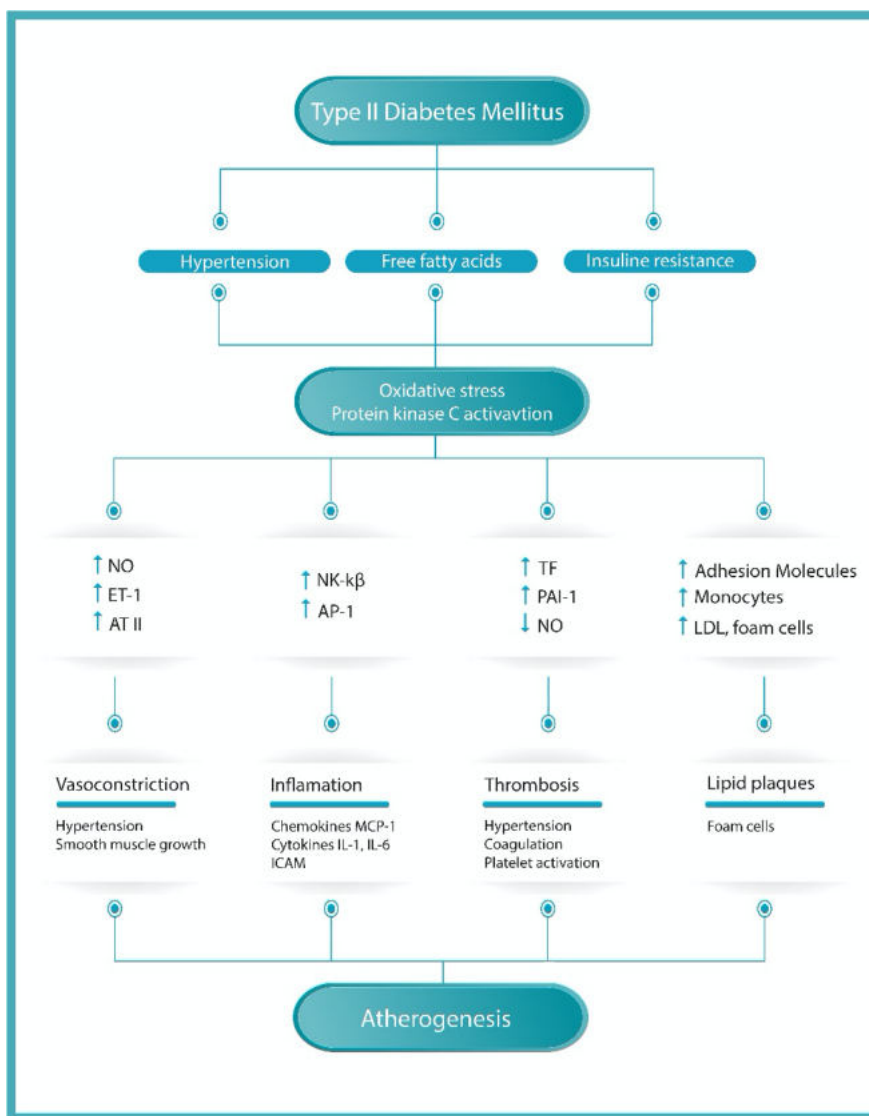 Type II Diabetes Mellitus
Hypertension
Free fatty acids
Insuline resistance
Oxidative stress
Protein kinase C activavtion
↑ NO
↑ ET-1
↑ AT II
↑ NK-kβ
↑ AP-1
↑ TF
↑ PAI-1
↓ NO
↑ Adhesion Molecules
↑ Monocytes
↑ LDL, foam cells
Vasoconstriction
Hypertension
Smooth muscle growth
Inflamation
Chemokines MCP-1
Cytokines IL-1, IL-6
ICAM
Thrombosis
Hypertension
Coagulation
Platelet activation
Lipid plaques
Foam cells
Atherogenesis